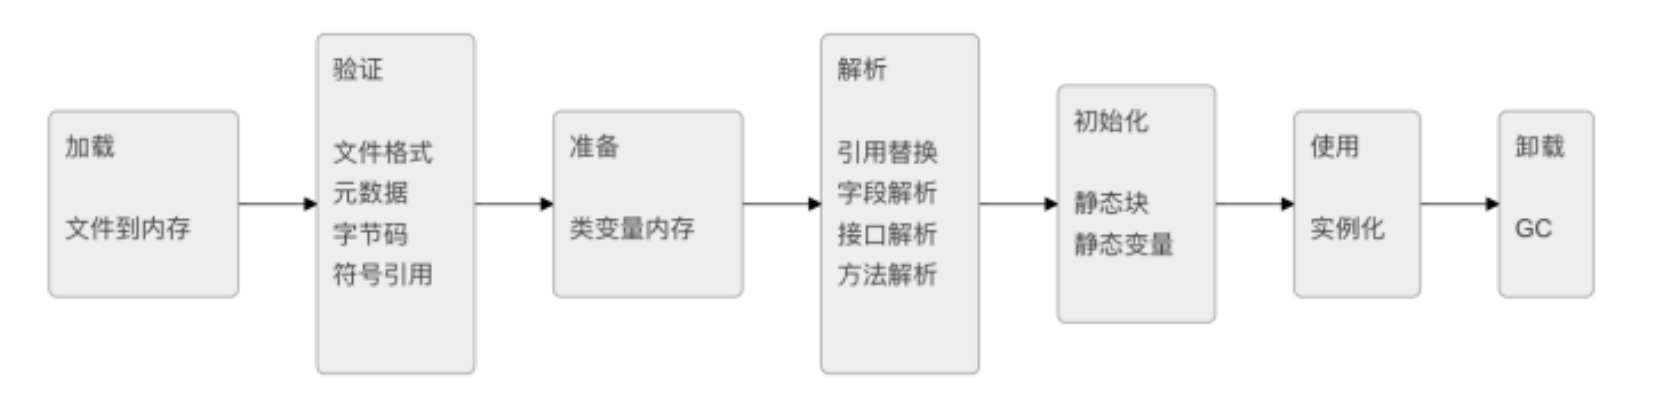 加载
文件到内存
验证
文件格式
元数据
字节码
符号引用
准备
类变量内存
解析
引用替换
字段解析
接口解析
方法解析
初始化
静态块
静态变量
使用
实例化
卸载
GC